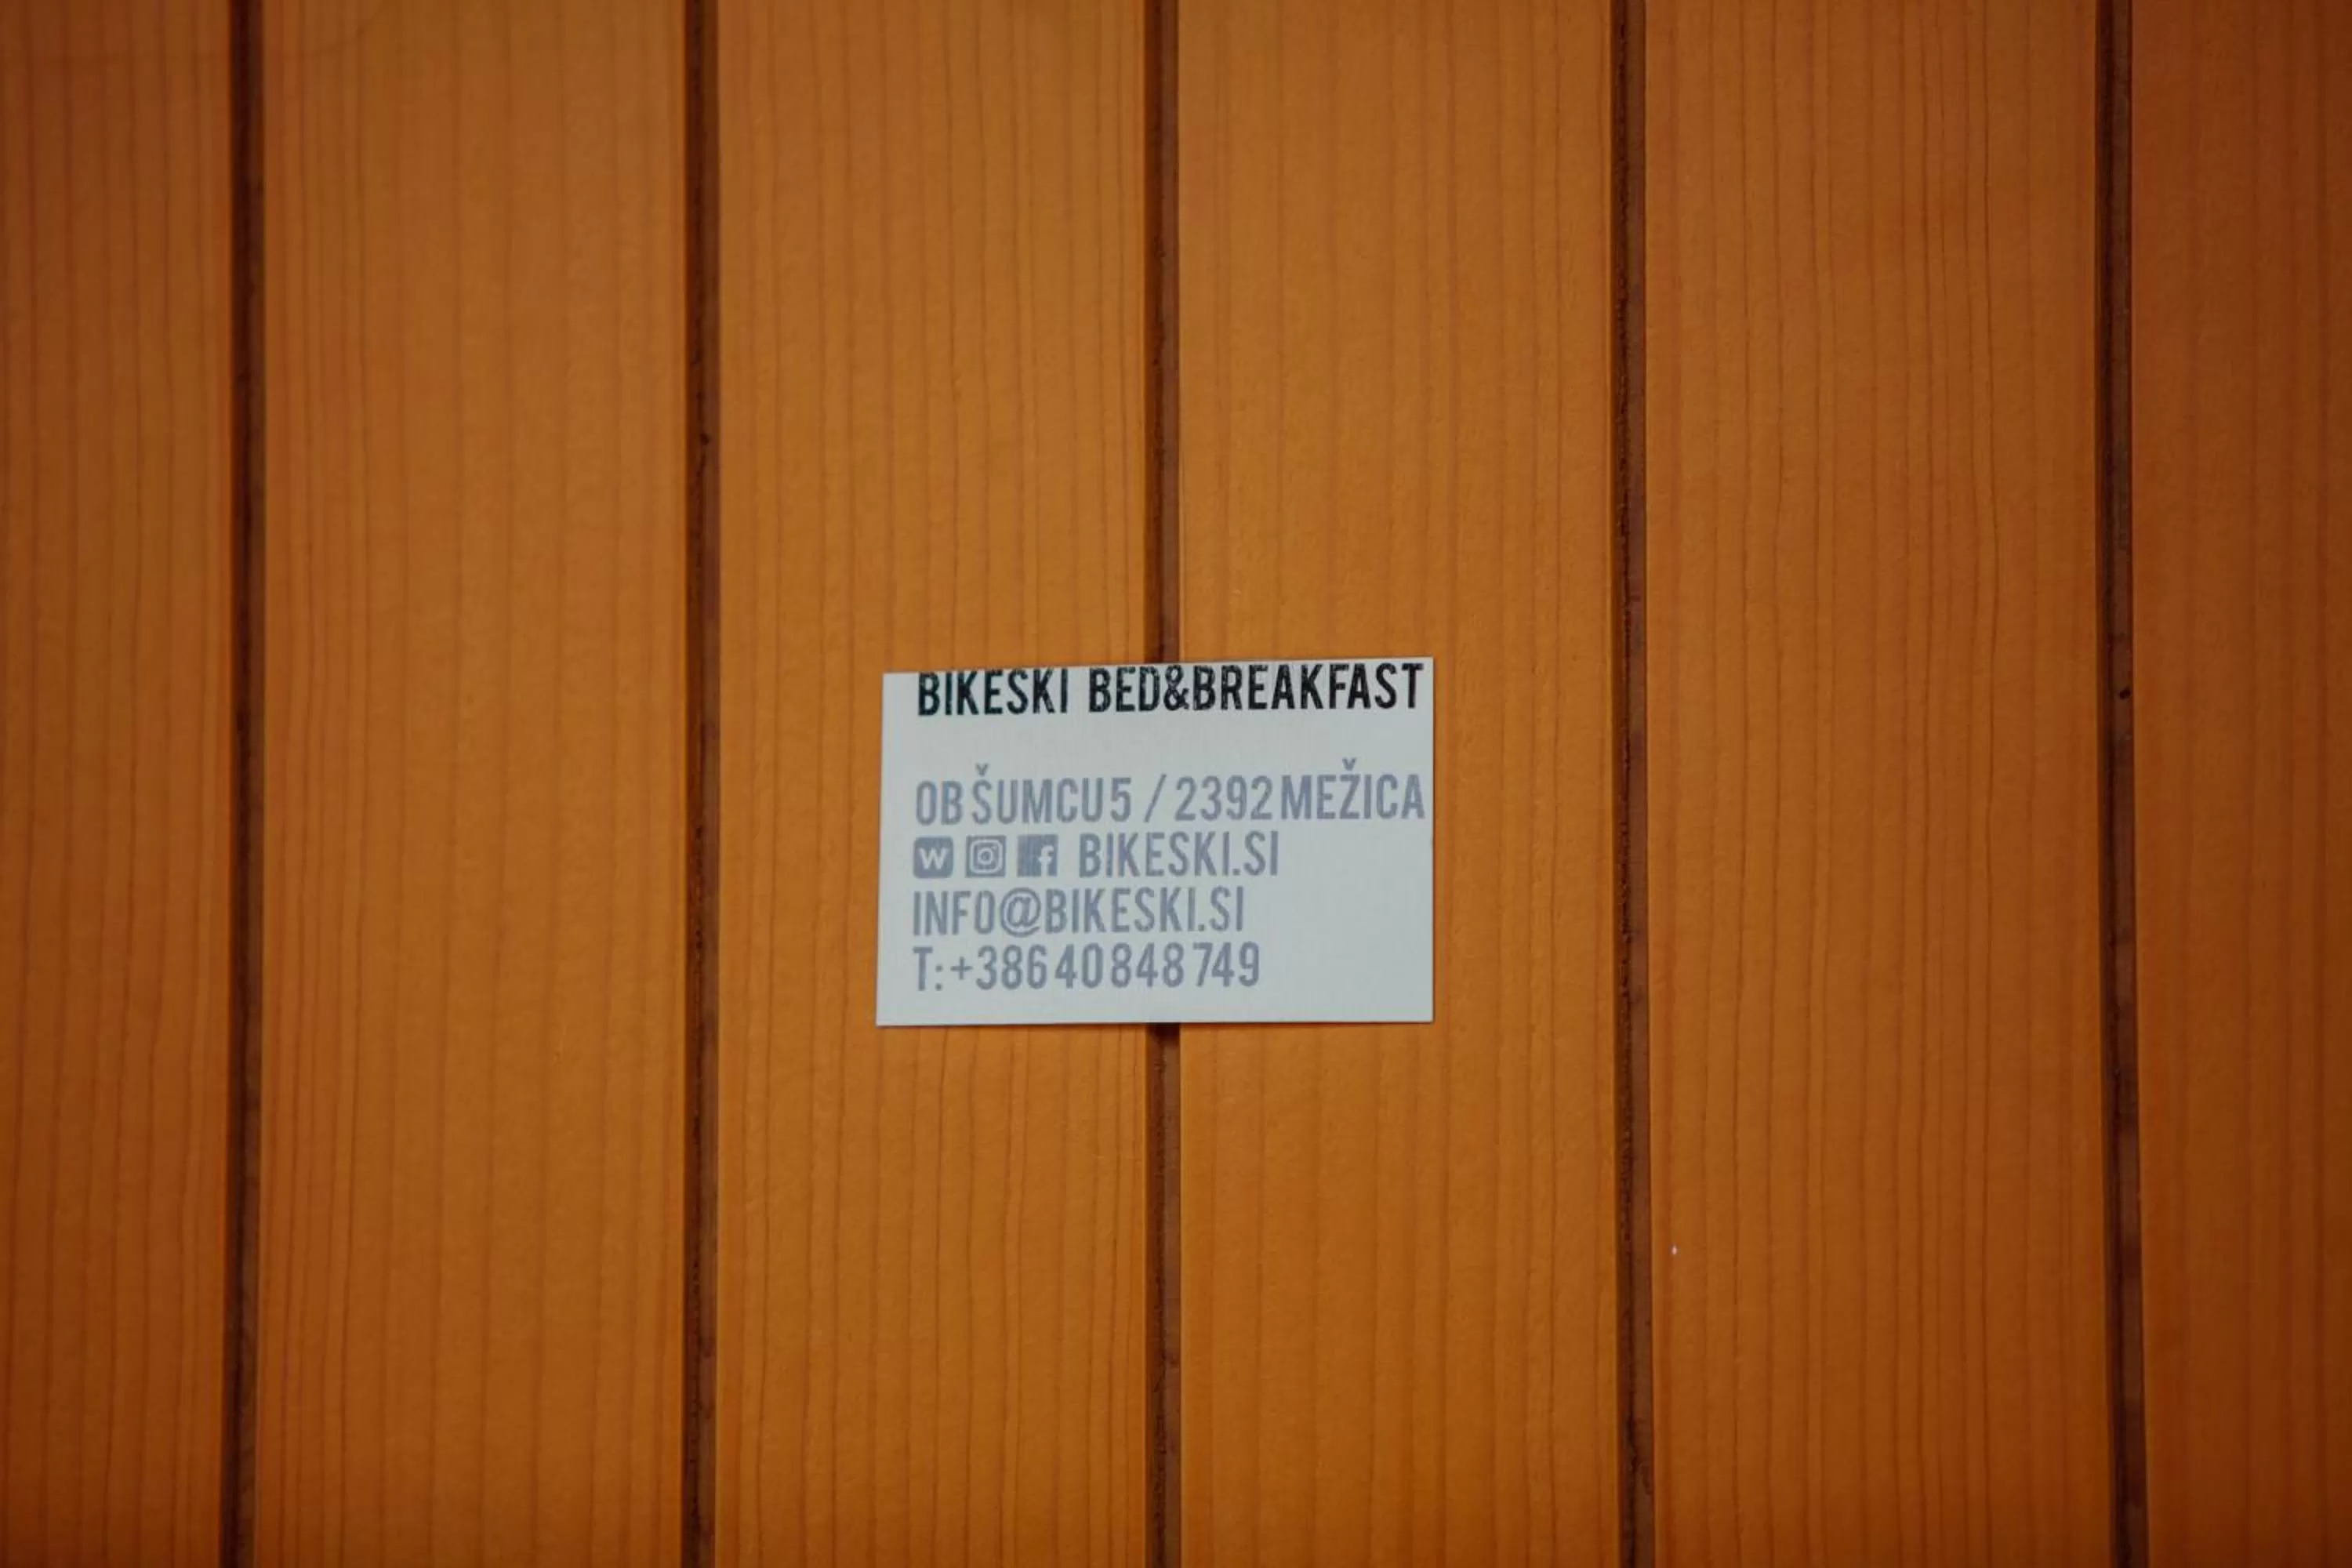 BIKESKI BED&BREAKFAST
OB ŠUMCU 5 / 2392 MEŽICA
W f BIKESKI.SI
INFO@BIKESKI.SI
T: +386 40 848 749